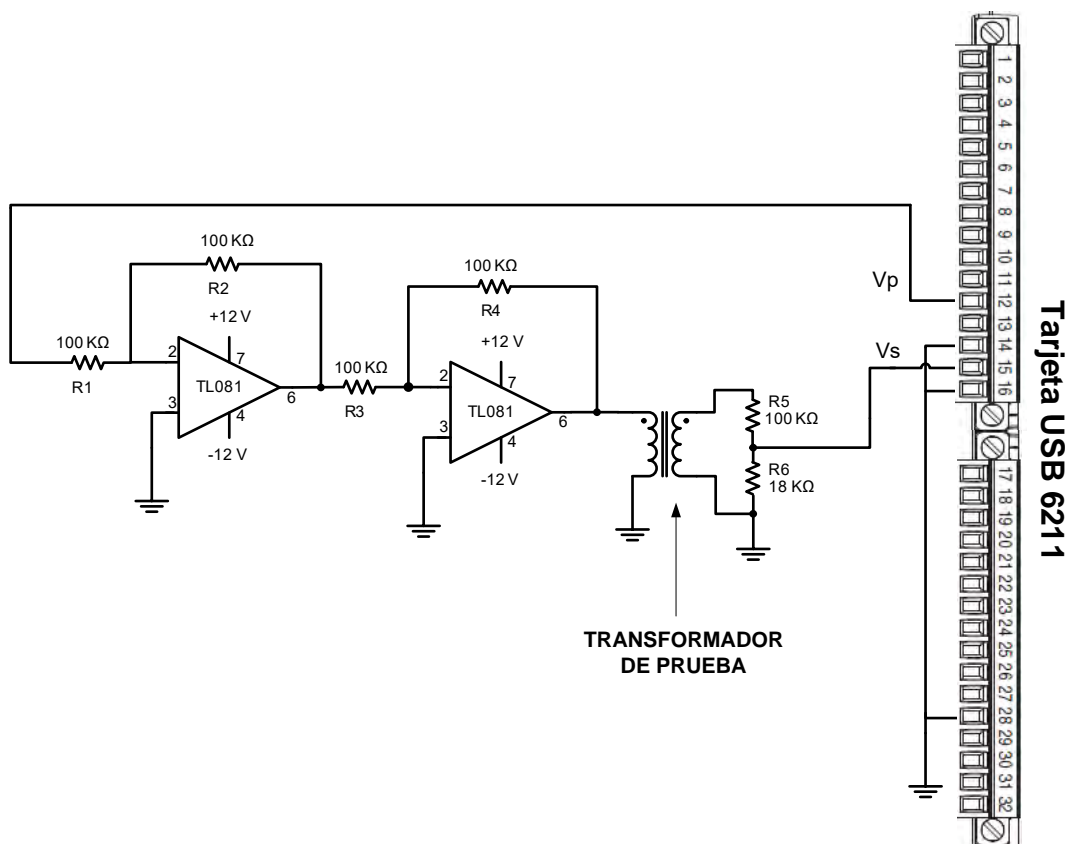 1
2
3
4
5
6
7
8
9
10
11
12
13
14
15
16
17
18
19
20
21
22
23
24
25
26
27
28
29
30
31
32
Tarjeta USB 6211
Vp
Vs
100 KΩ
R1
100 KΩ
R2
+12 V
2
7
TL081
6
3
4
-12 V
100 KΩ
R3
100 KΩ
R4
+12 V
2
7
TL081
6
3
4
-12 V
R5
100 KΩ
R6
18 KΩ
TRANSFORMADOR
DE PRUEBA